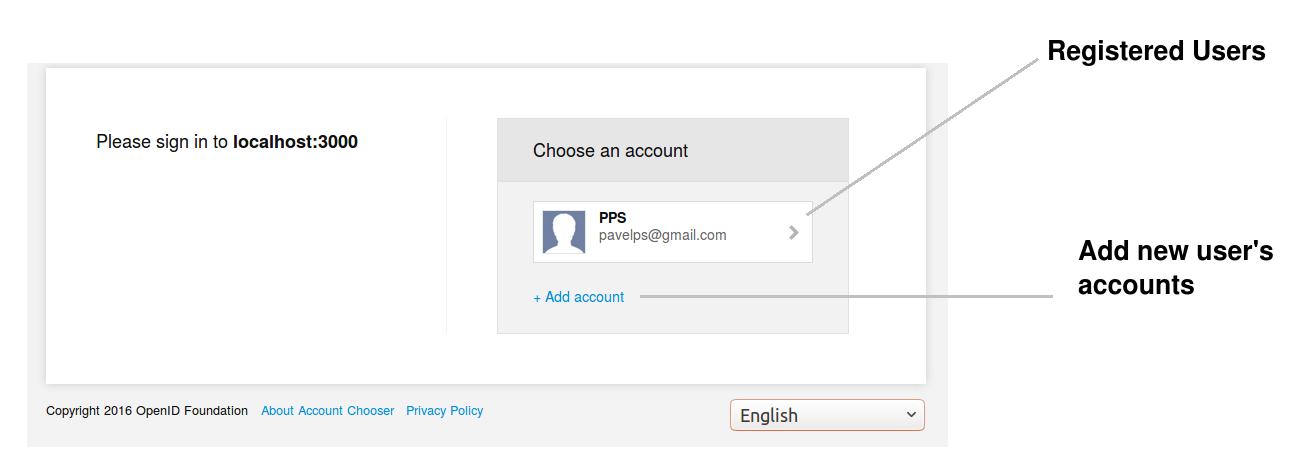 Registered Users
Please sign in to localhost:3000
Choose an account
PPS
pavelps@gmail.com
Add new user's
accounts
+ Add account
Copyright 2016 OpenID Foundation About Account Chooser Privacy Policy
English